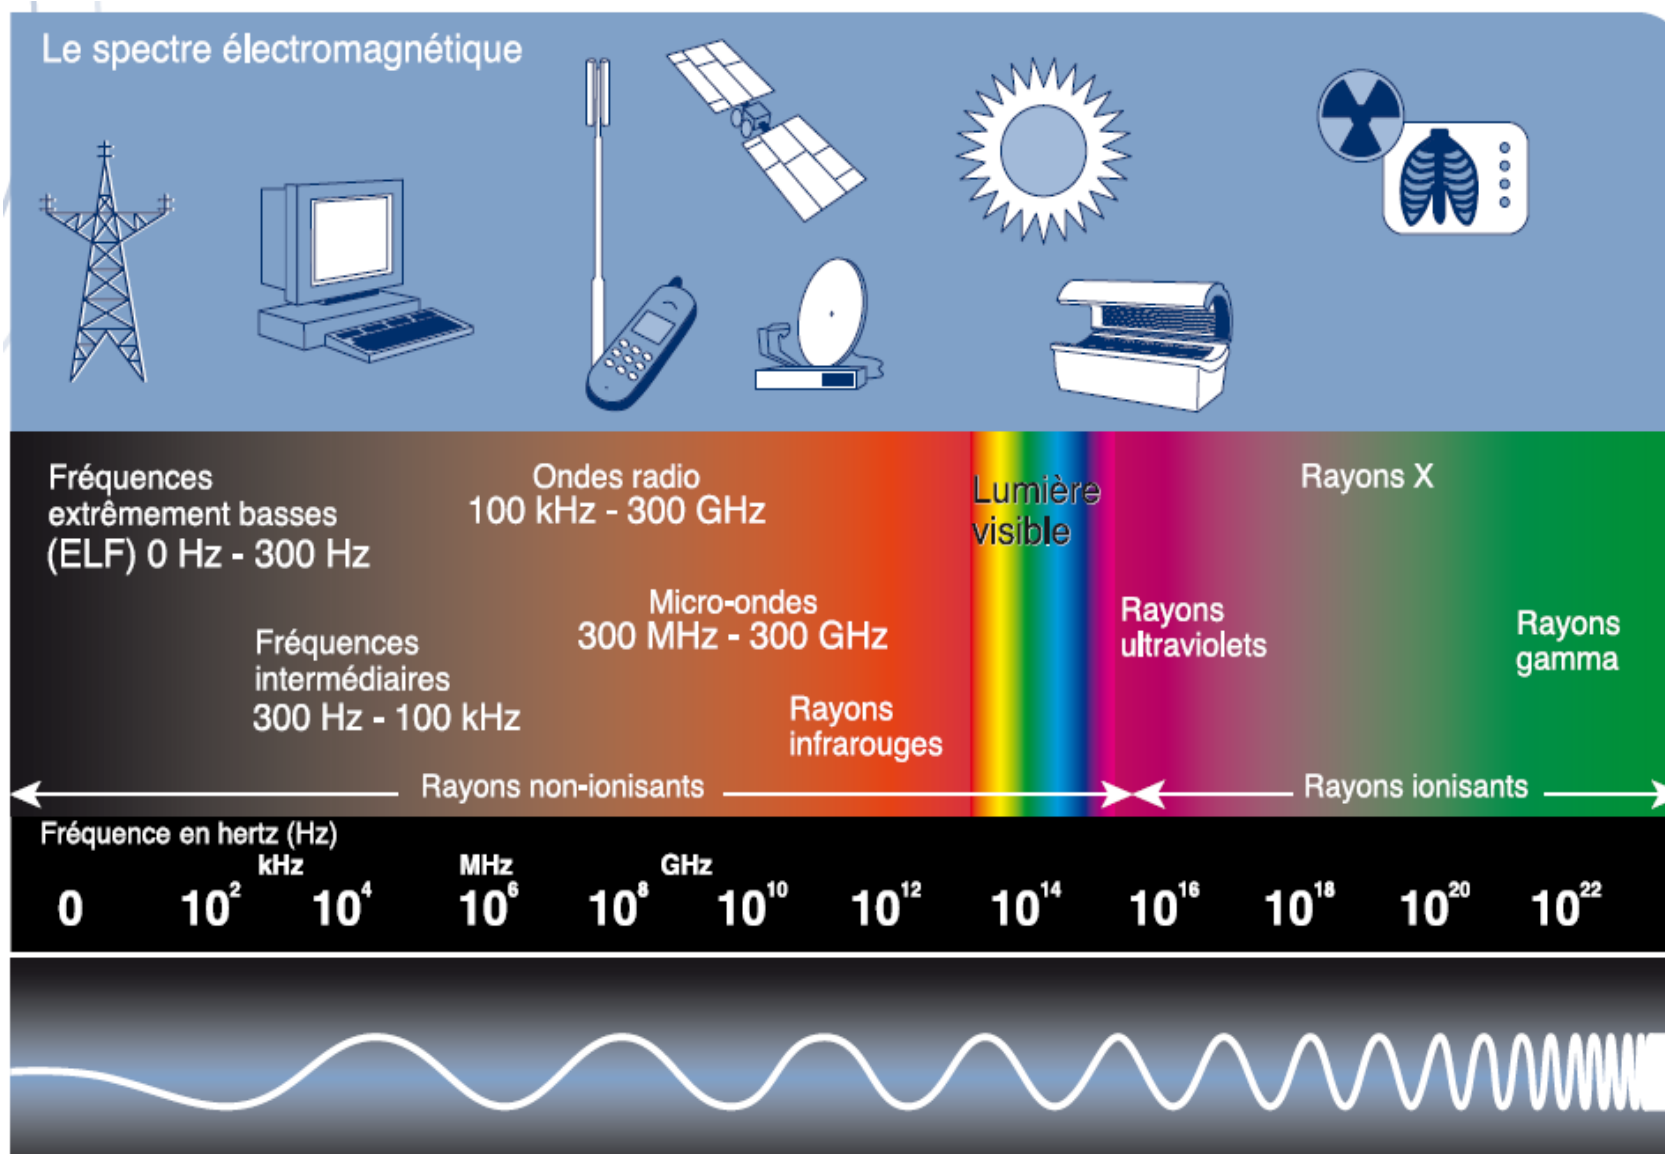 Le spectre électromagnétique
Fréquences
extrêmement basses
(ELF) 0 Hz - 300 Hz
Fréquences
intermédiaires
300 Hz - 100 kHz
Ondes radio
100 kHz - 300 GHz
Micro-ondes
300 MHz - 300 GHz
Rayons
infrarouges
Lumière
visible
Rayons
ultraviolets
Rayons X
Rayons
gamma
Rayons non-ionisants
Rayons ionisants
Fréquence en hertz (Hz)
kHz MHz GHz
0 10² 10⁴ 10⁶ 10⁸ 10¹⁰ 10¹² 10¹⁴ 10¹⁶ 10¹⁸ 10²⁰ 10²²